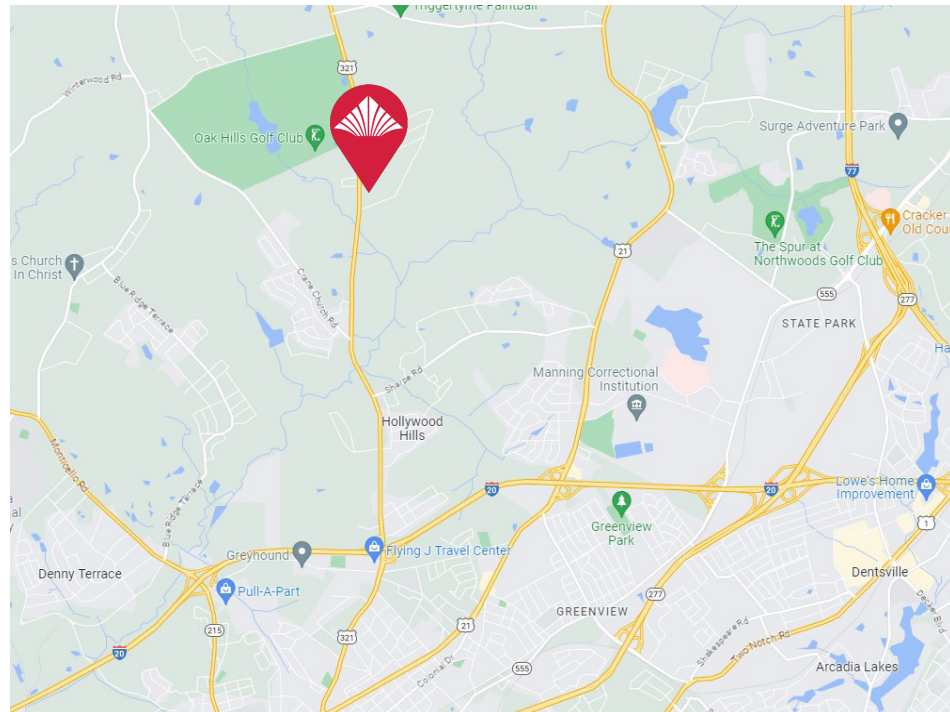 Triggertyme Paintball
321
Winterwood Rd
Oak Hills Golf Club
Surge Adventure Park
77
Cracker
Old Cou
The Spur at
Northwoods Golf Club
21
s Church
In Christ
Blue Ridge Terrace
Crane Church Rd
555
277
STATE PARK
Ha
Manning Correctional
Institution
Sharpe Rd
Hollywood
Hills
Monticello Rd
20
20
Lowe's Home
Improvement
1
al
y
Blue Ridge Terrace
Greenview
Park
Greyhound
Flying J Travel Center
Denny Terrace
Pull-A-Part
Dentsville
277
GREENVIEW
Decker Blvd
215
321
21
Shakespeare Rd
Two Notch Rd
20
Colonial Dr
555
Arcadia Lakes